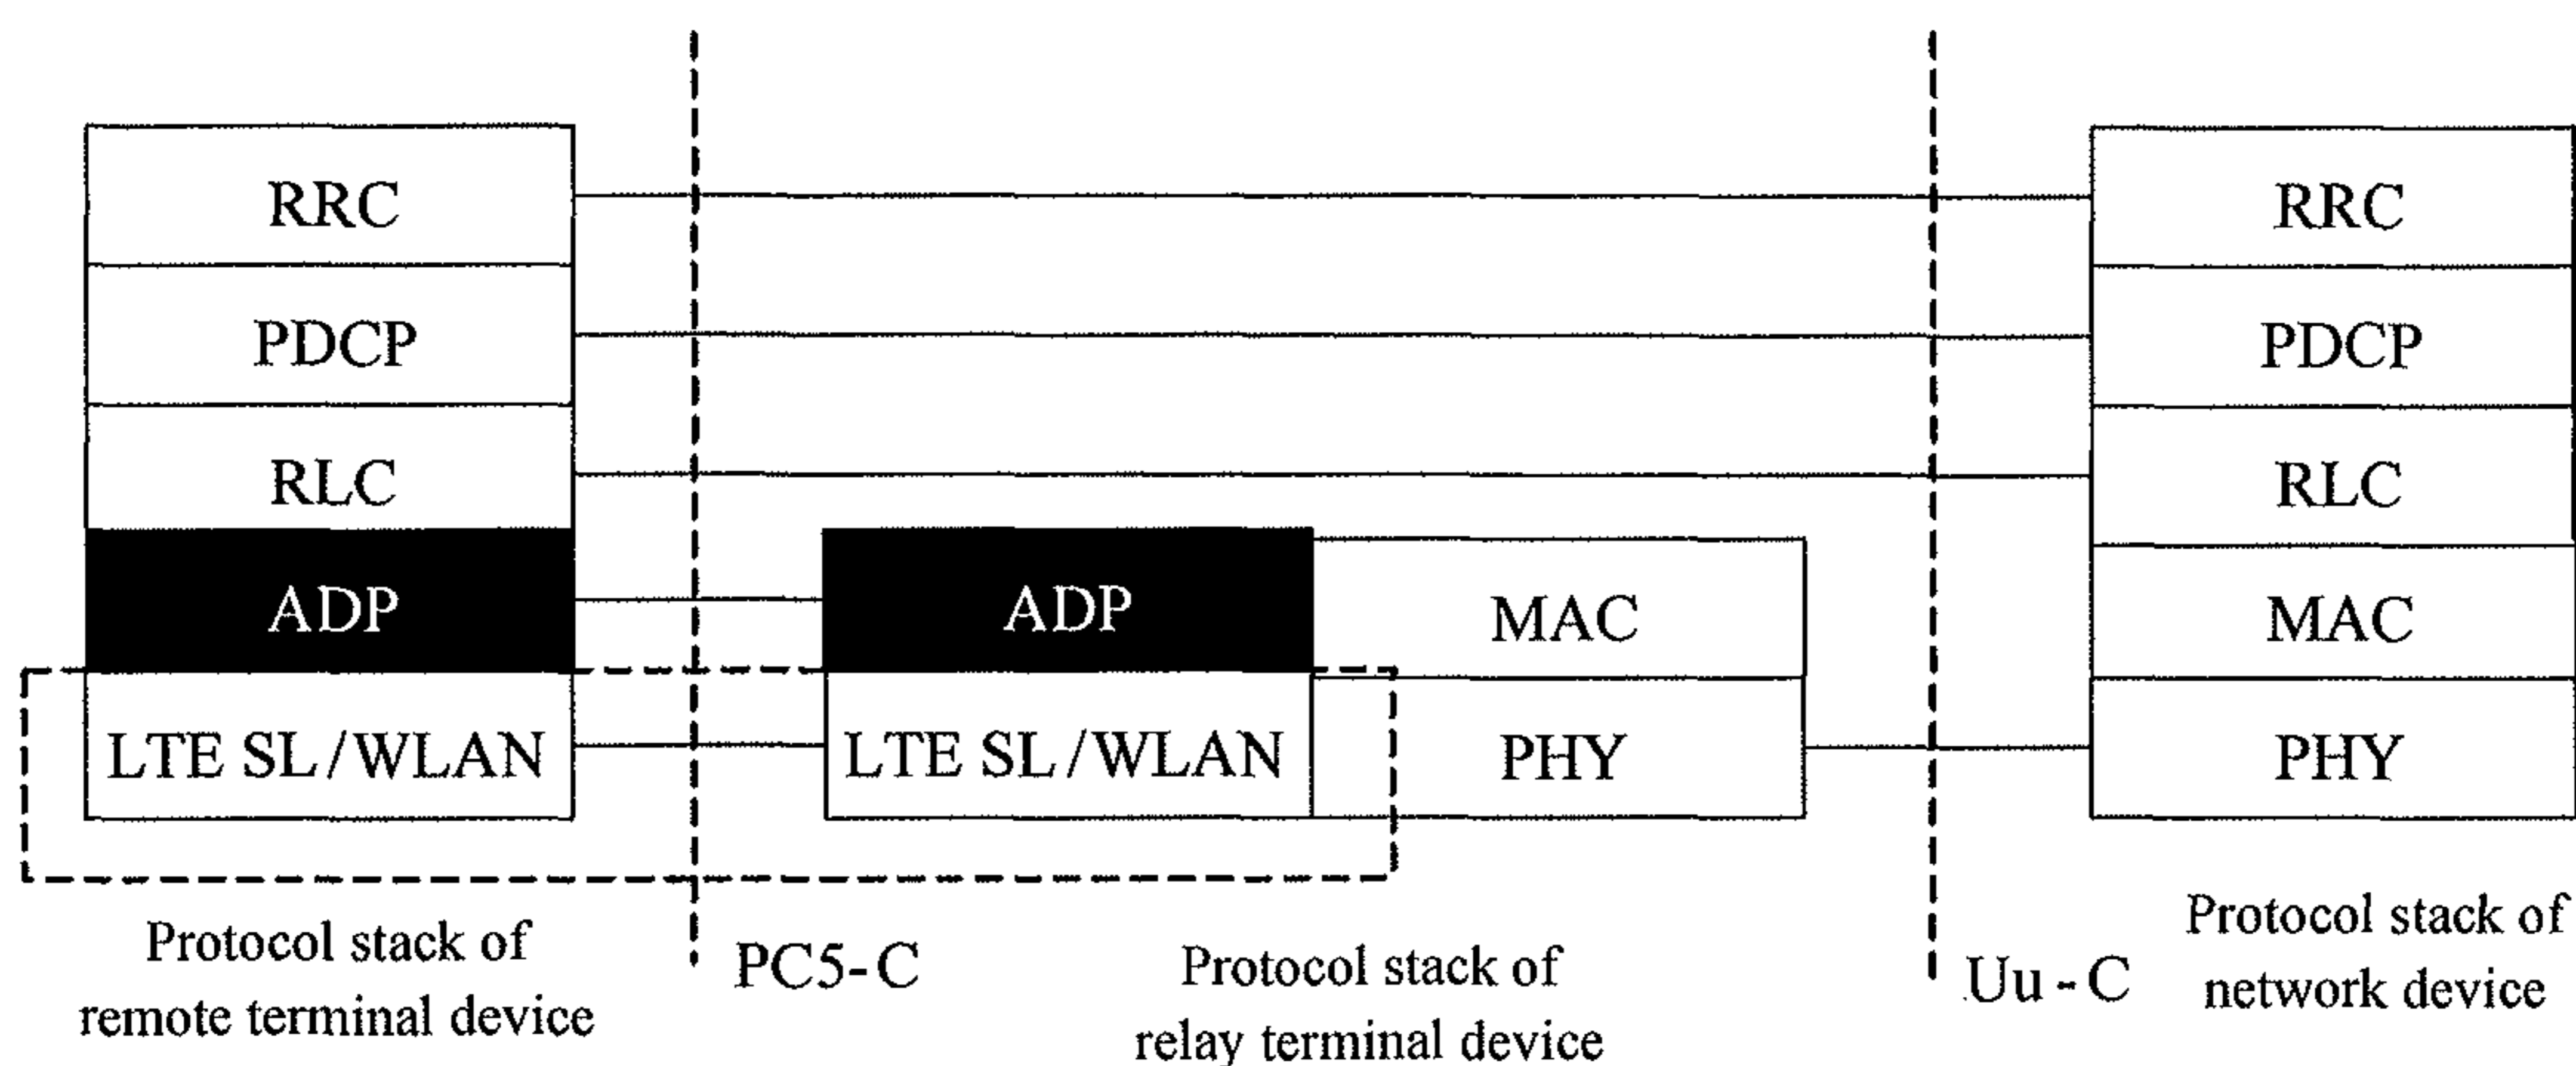 RRC
PDCP
RLC
ADP
LTE SL/WLAN
Protocol stack of
remote terminal device
PC5-C
ADP
MAC
LTE SL/WLAN
PHY
Protocol stack of
relay terminal device
Uu-C
RRC
PDCP
RLC
MAC
PHY
Protocol stack of
network device